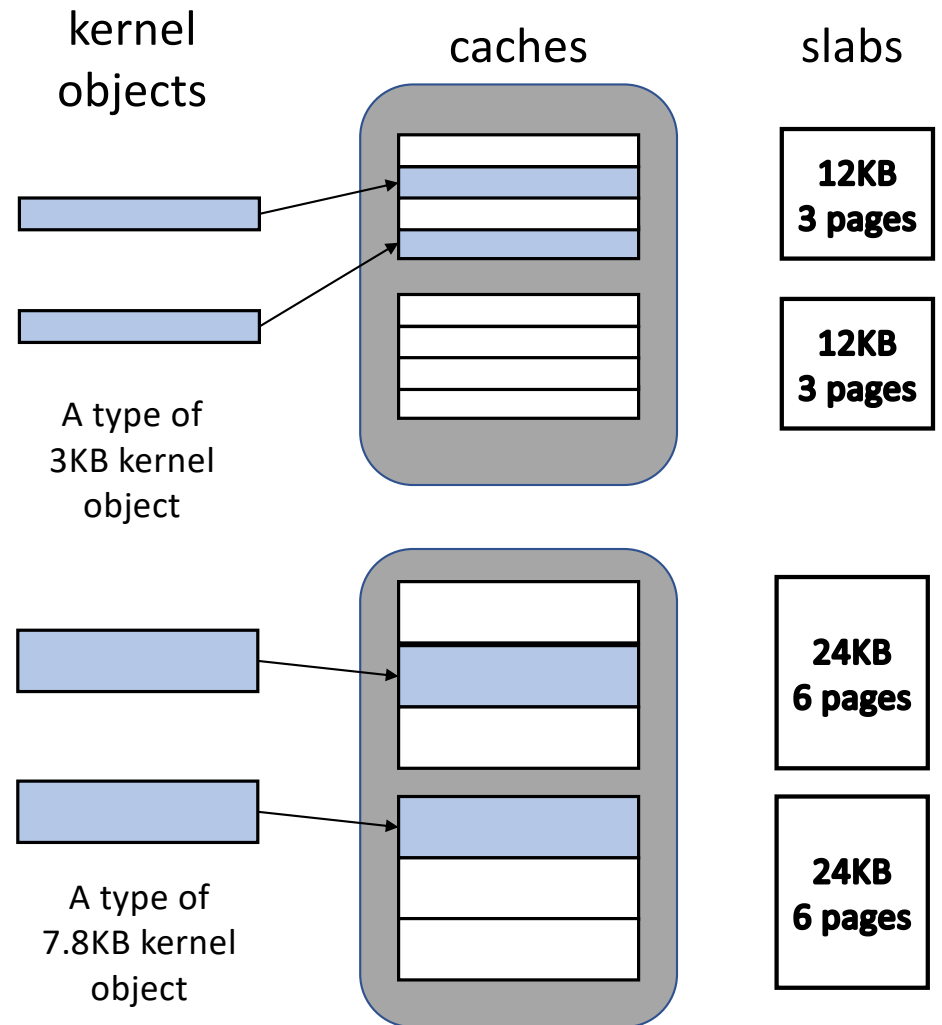 kernel
objects
caches
slabs
12KB
3 pages
12KB
3 pages
A type of
3KB kernel
object
24KB
6 pages
24KB
6 pages
A type of
7.8KB kernel
object